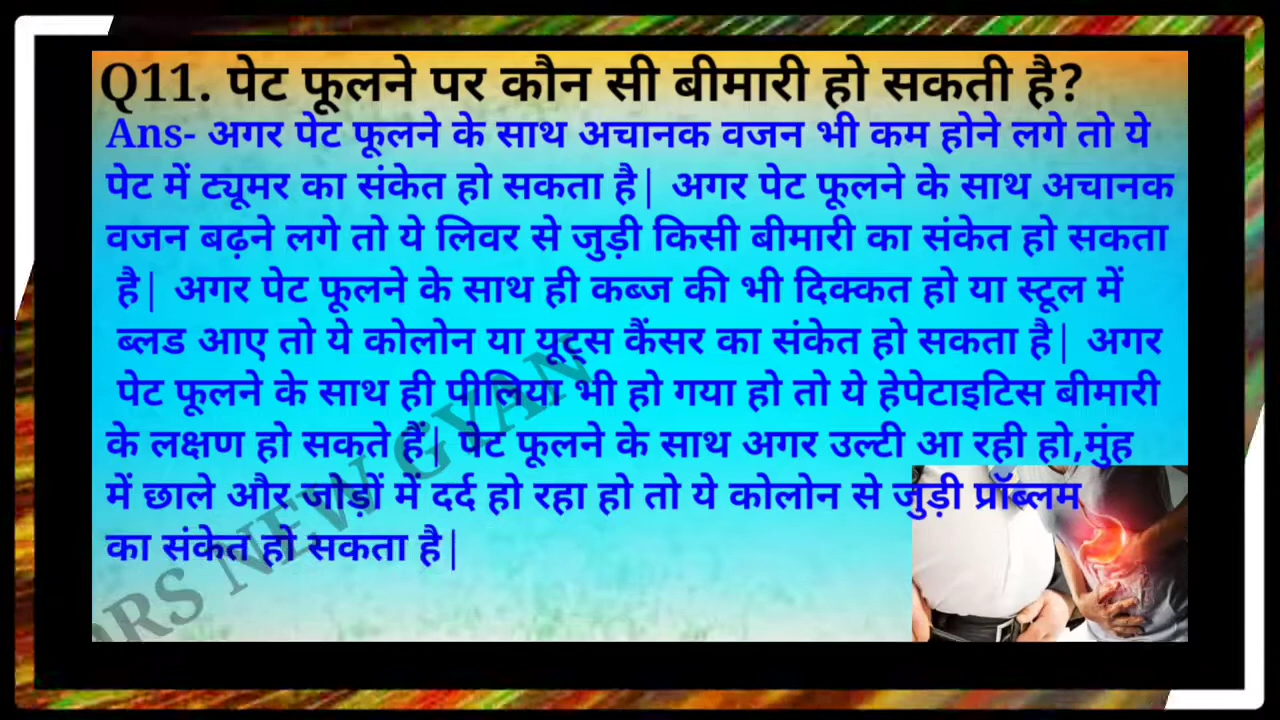 Q11. पेट फूलने पर कौन सी बीमारी हो सकती है?
Ans- अगर पेट फूलने के साथ अचानक वजन भी कम होने लगे तो ये
पेट में ट्यूमर का संकेत हो सकता है| अगर पेट फूलने के साथ अचानक
वजन बढ़ने लगे तो ये लिवर से जुड़ी किसी बीमारी का संकेत हो सकता
है| अगर पेट फूलने के साथ ही कब्ज की भी दिक्कत हो या स्टूल में
ब्लड आए तो ये कोलोन या यूट्स कैंसर का संकेत हो सकता है| अगर
पेट फूलने के साथ ही पीलिया भी हो गया हो तो ये हेपेटाइटिस बीमारी
के लक्षण हो सकते हैं| पेट फूलने के साथ अगर उल्टी आ रही हो,मुंह
में छाले और जोड़ों में दर्द हो रहा हो तो ये कोलोन से जुड़ी प्रॉब्लम
का संकेत हो सकता है|
ORS NEW GYAN